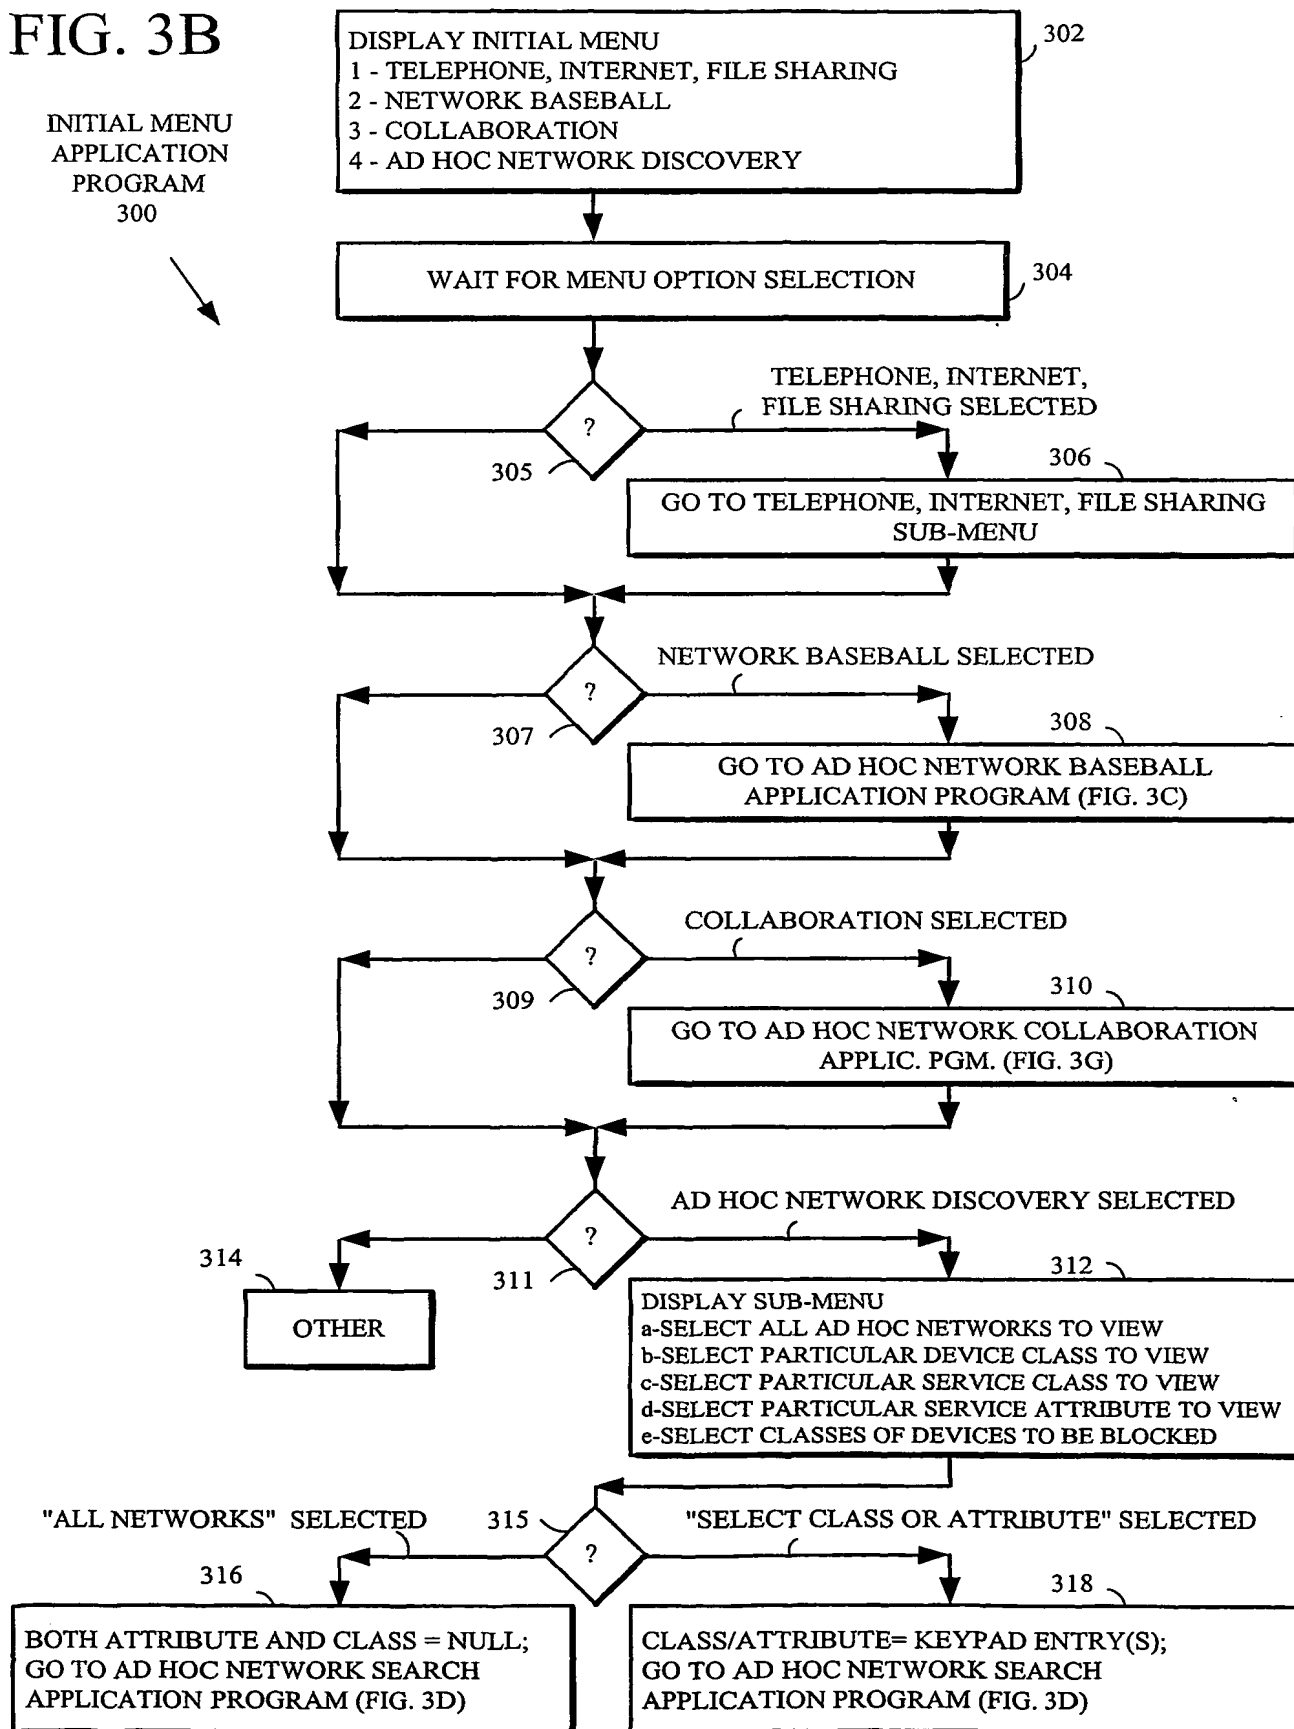 FIG. 3B
INITIAL MENU
APPLICATION
PROGRAM
300
DISPLAY INITIAL MENU
1 - TELEPHONE, INTERNET, FILE SHARING
2 - NETWORK BASEBALL
3 - COLLABORATION
4 - AD HOC NETWORK DISCOVERY
302
WAIT FOR MENU OPTION SELECTION
304
TELEPHONE, INTERNET,
FILE SHARING SELECTED
?
305
306
GO TO TELEPHONE, INTERNET, FILE SHARING
SUB-MENU
NETWORK BASEBALL SELECTED
?
307
308
GO TO AD HOC NETWORK BASEBALL
APPLICATION PROGRAM (FIG. 3C)
COLLABORATION SELECTED
?
309
310
GO TO AD HOC NETWORK COLLABORATION
APPLIC. PGM. (FIG. 3G)
AD HOC NETWORK DISCOVERY SELECTED
?
311
314
OTHER
312
DISPLAY SUB-MENU
a-SELECT ALL AD HOC NETWORKS TO VIEW
b-SELECT PARTICULAR DEVICE CLASS TO VIEW
c-SELECT PARTICULAR SERVICE CLASS TO VIEW
d-SELECT PARTICULAR SERVICE ATTRIBUTE TO VIEW
e-SELECT CLASSES OF DEVICES TO BE BLOCKED
"ALL NETWORKS" SELECTED
315
?
"SELECT CLASS OR ATTRIBUTE" SELECTED
316
BOTH ATTRIBUTE AND CLASS = NULL;
GO TO AD HOC NETWORK SEARCH
APPLICATION PROGRAM (FIG. 3D)
318
CLASS/ATTRIBUTE= KEYPAD ENTRY(S);
GO TO AD HOC NETWORK SEARCH
APPLICATION PROGRAM (FIG. 3D)